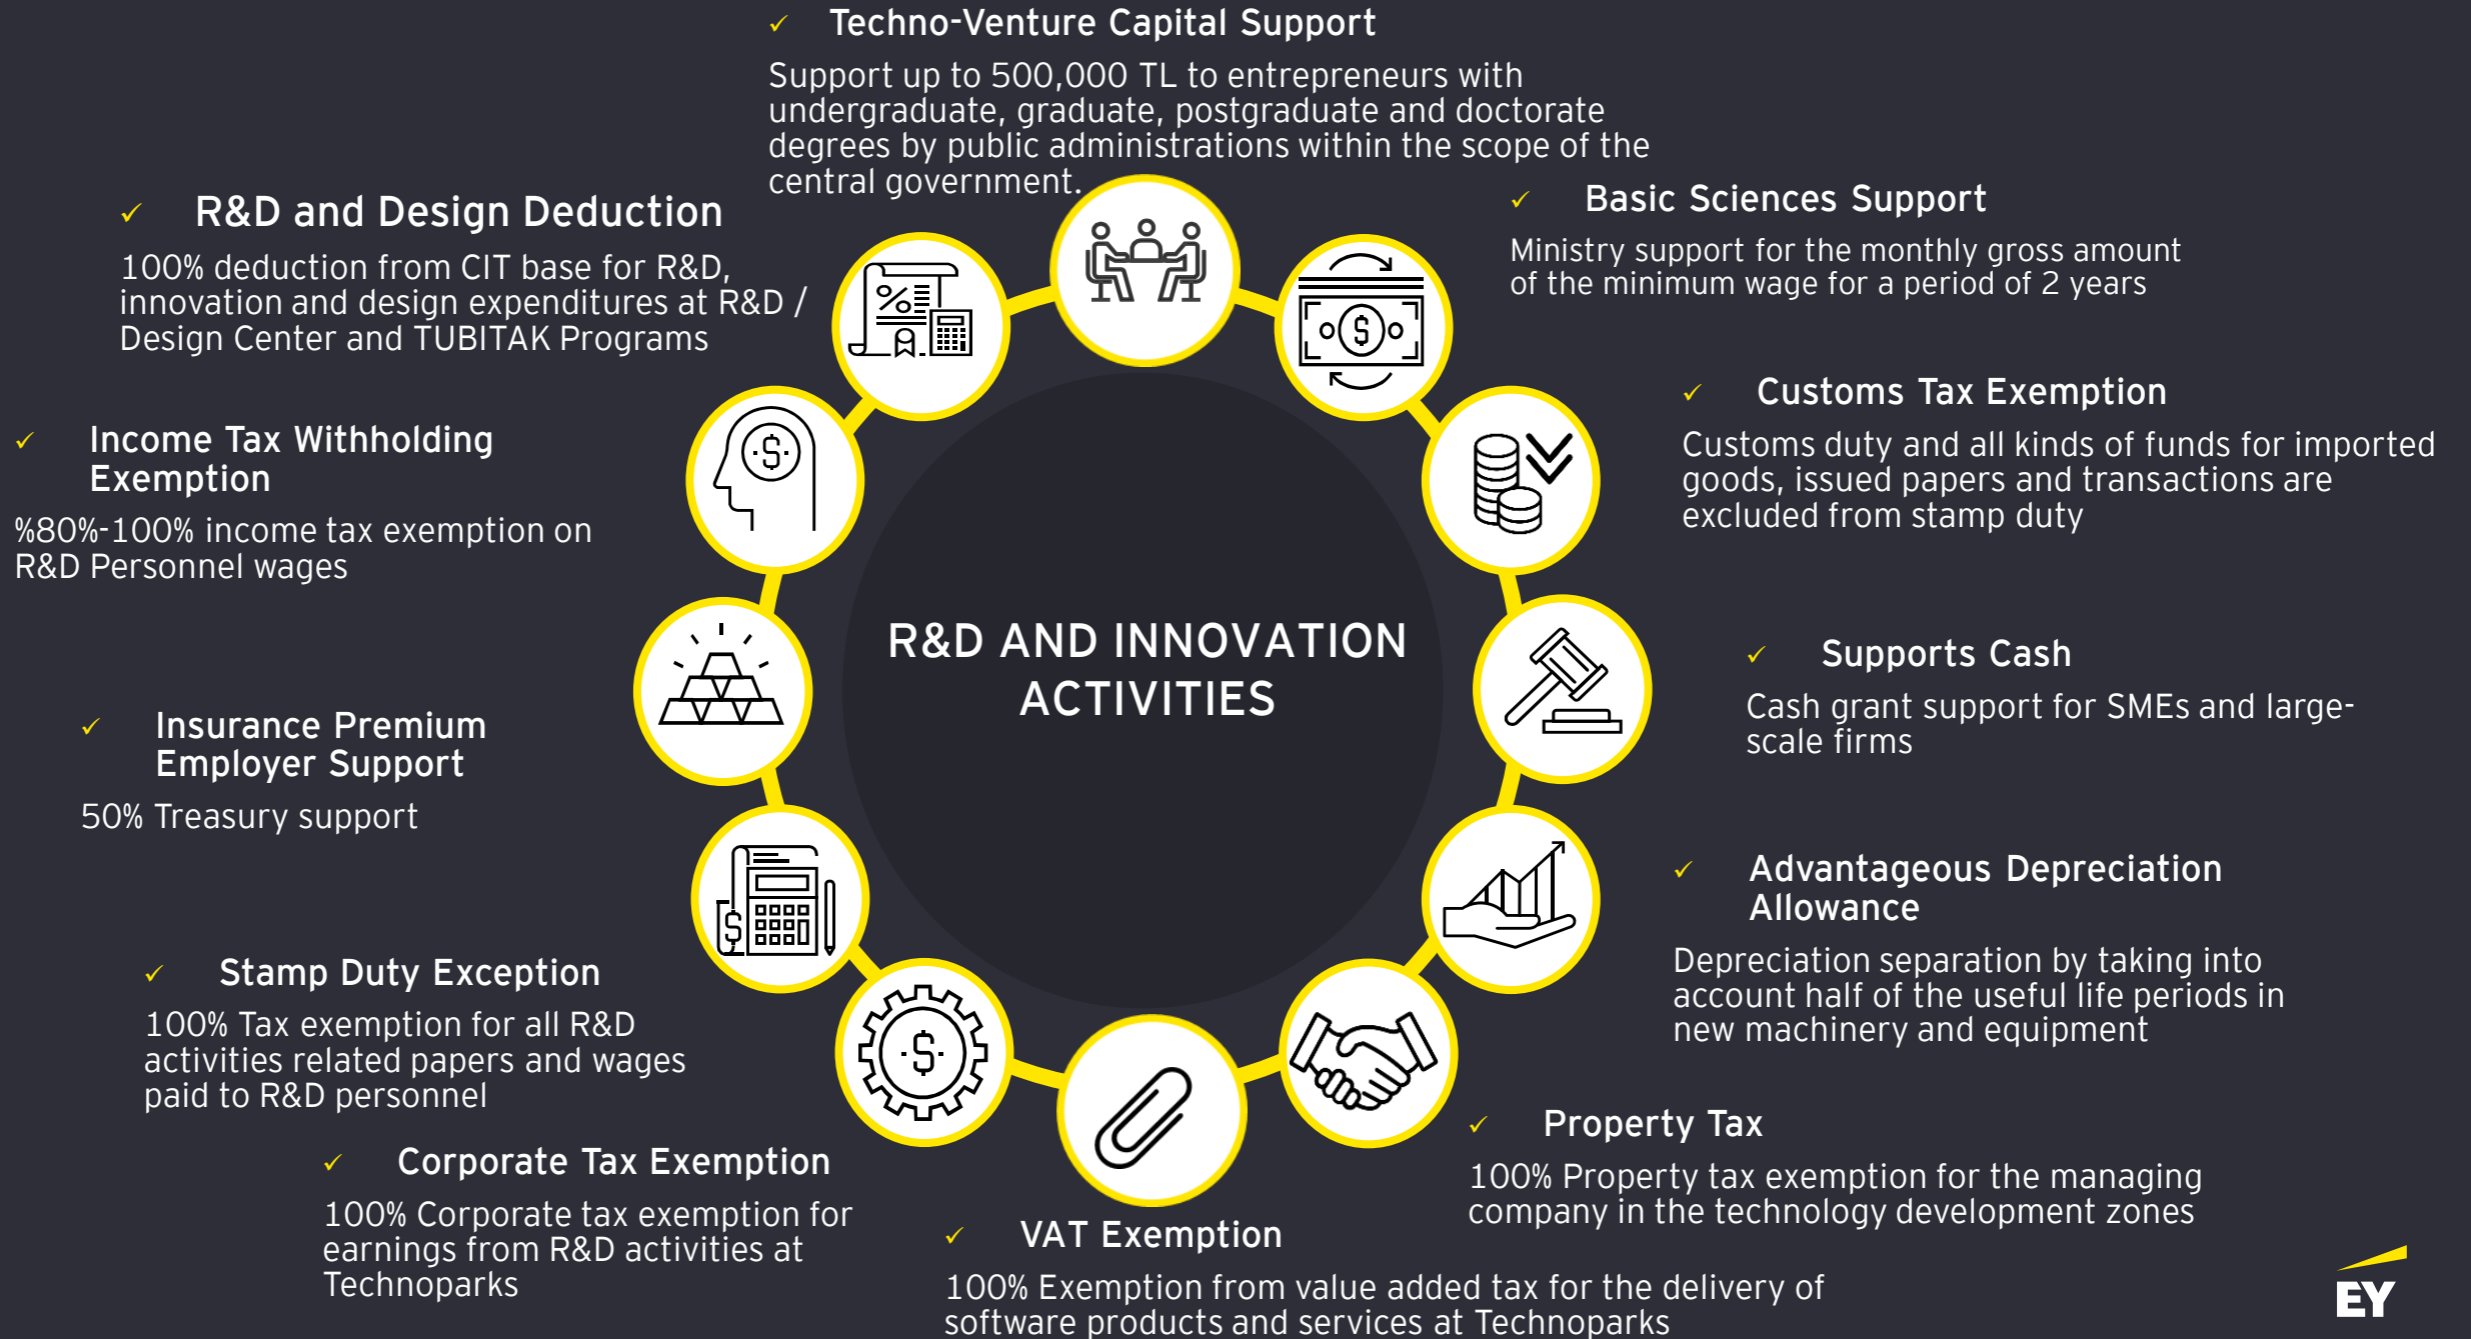 ✓ Techno-Venture Capital Support
Support up to 500,000 TL to entrepreneurs with
undergraduate, graduate, postgraduate and doctorate
degrees by public administrations within the scope of the
central government.
✓ R&D and Design Deduction
100% deduction from CIT base for R&D,
innovation and design expenditures at R&D /
Design Center and TUBITAK Programs
✓ Basic Sciences Support
Ministry support for the monthly gross amount
of the minimum wage for a period of 2 years
✓ Income Tax Withholding
Exemption
%80%-100% income tax exemption on
R&D Personnel wages
✓ Customs Tax Exemption
Customs duty and all kinds of funds for imported
goods, issued papers and transactions are
excluded from stamp duty
R&D AND INNOVATION
ACTIVITIES
✓ Supports Cash
Cash grant support for SMEs and large-
scale firms
✓ Insurance Premium
Employer Support
50% Treasury support
✓ Advantageous Depreciation
Allowance
Depreciation separation by taking into
account half of the useful life periods in
new machinery and equipment
✓ Stamp Duty Exception
100% Tax exemption for all R&D
activities related papers and wages
paid to R&D personnel
✓ Property Tax
100% Property tax exemption for the managing
company in the technology development zones
✓ Corporate Tax Exemption
100% Corporate tax exemption for
earnings from R&D activities at
Technoparks
✓ VAT Exemption
100% Exemption from value added tax for the delivery of
software products and services at Technoparks
EY